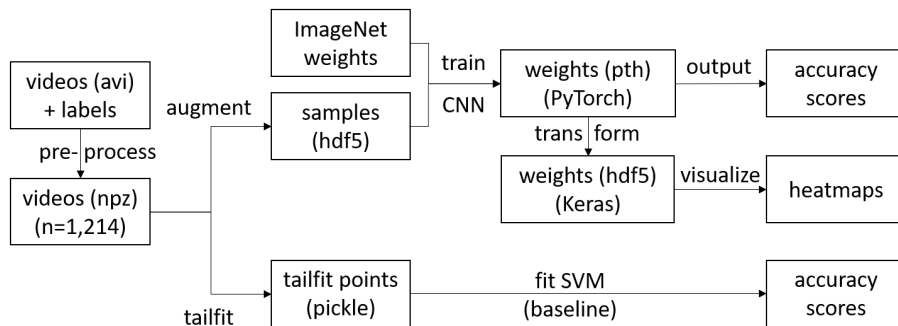 ImageNet
weights
videos (avi)
+ labels
pre-process
videos (npz)
(n=1,214)
augment
samples
(hdf5)
train
CNN
weights (pth)
(PyTorch)
output
accuracy
scores
trans form
weights (hdf5)
(Keras)
visualize
heatmaps
tailfit
tailfit points
(pickle)
fit SVM
(baseline)
accuracy
scores